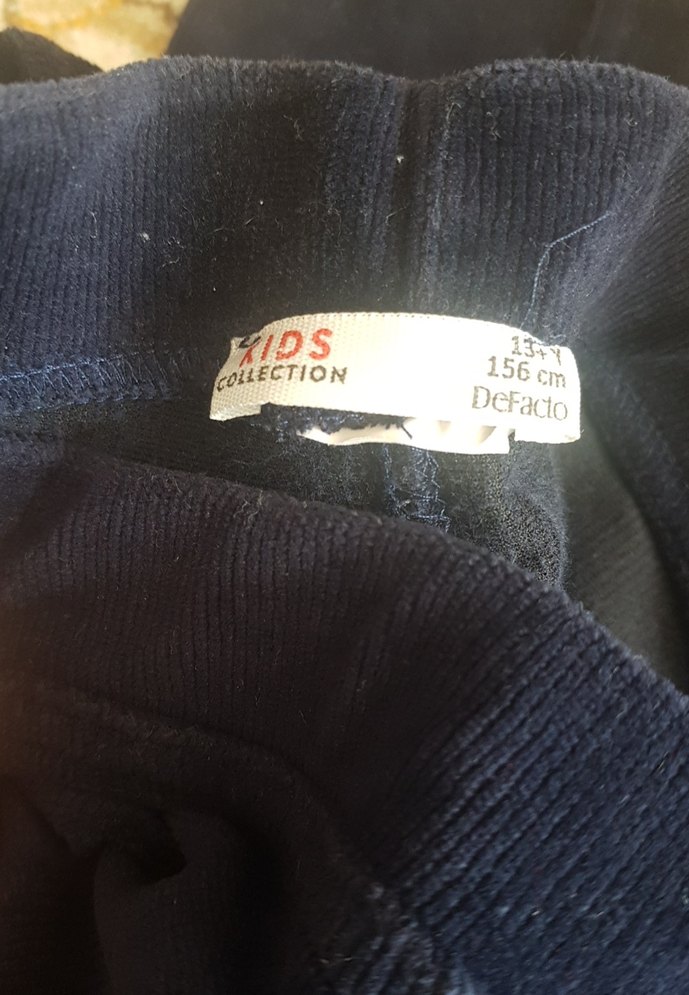 KIDS
COLLECTION
13+ Y
156 cm
DeFacto